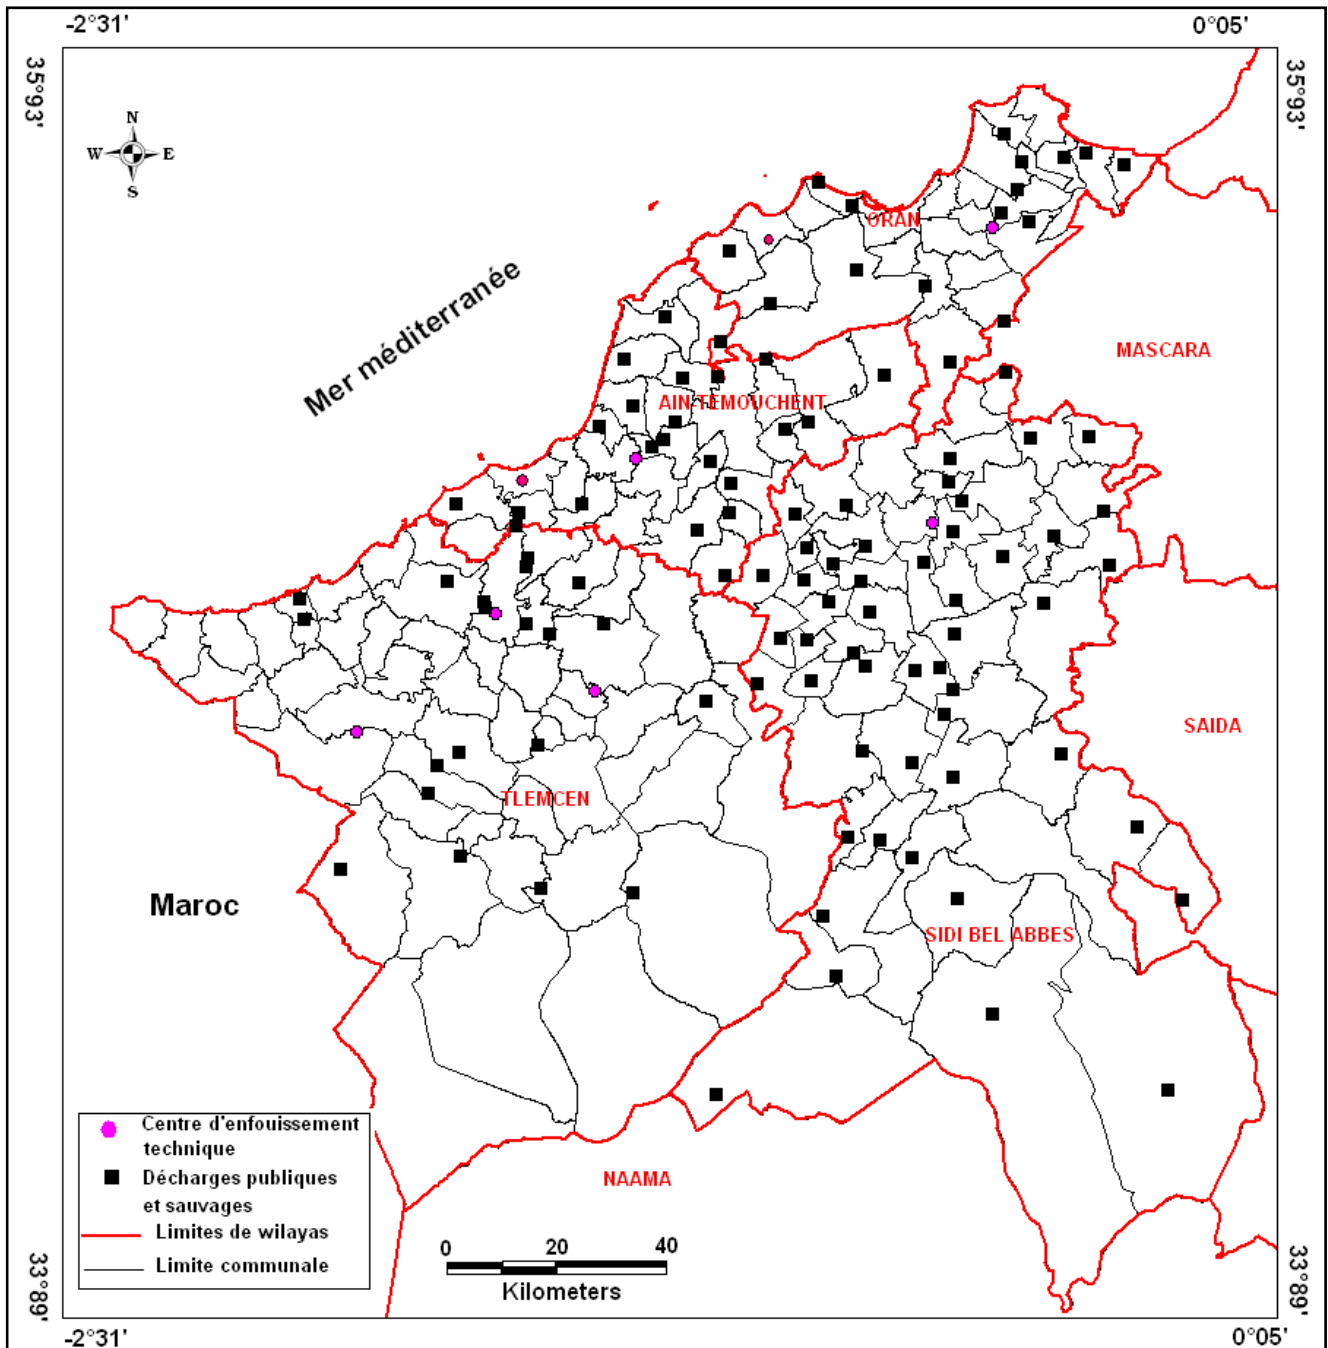 -2°31'
0°05'
35°93'
35°93'
N
W E
S
ORAN
Mer méditerranée
MASCARA
AIN-TEMOUCHENT
SAIDA
TLEMCEN
Maroc
SIDI BEL ABBES
Centre d'enfouissement
technique
Décharges publiques
et sauvages
Limites de wilayas
Limite communale
NAAMA
0 20 40
Kilometers
33°89'
33°89'
-2°31'
0°05'